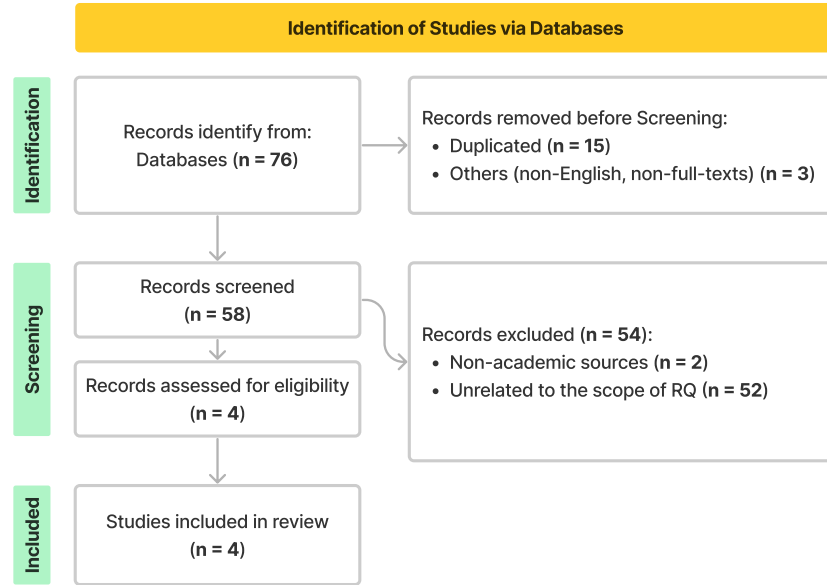 Identification of Studies via Databases
Identification
Records identify from:
Databases (n = 76)
Records removed before Screening:
• Duplicated (n = 15)
• Others (non-English, non-full-texts) (n = 3)
Screening
Records screened
(n = 58)
Records assessed for eligibility
(n = 4)
Records excluded (n = 54):
• Non-academic sources (n = 2)
• Unrelated to the scope of RQ (n = 52)
Included
Studies included in review
(n = 4)